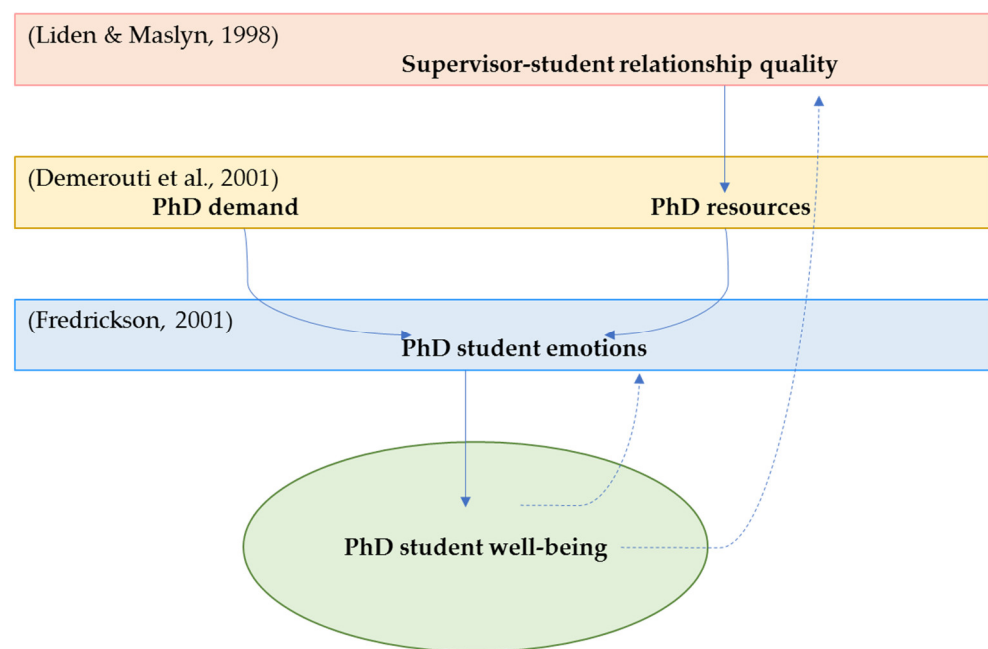 (Liden & Maslyn, 1998)
Supervisor-student relationship quality
(Demerouti et al., 2001)
PhD demand
PhD resources
(Fredrickson, 2001)
PhD student emotions
PhD student well-being